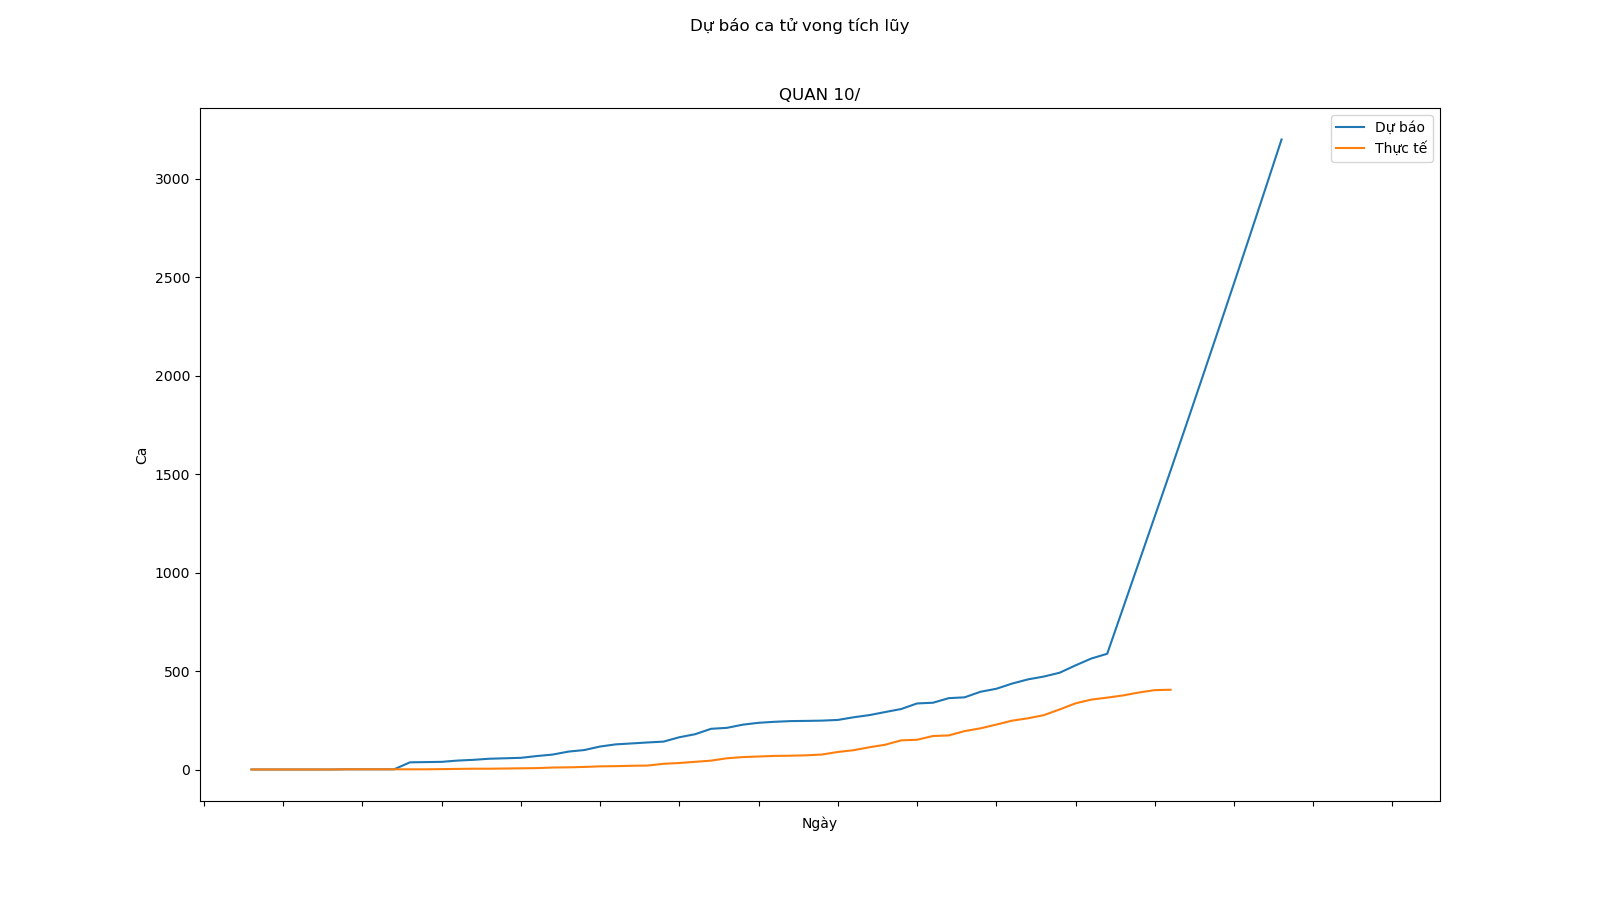 Dự báo ca tử vong tích lũy
QUAN 10/
Dự báo
Thực tế
3000
2500
2000
1500
1000
500
0
Ca
Ngày